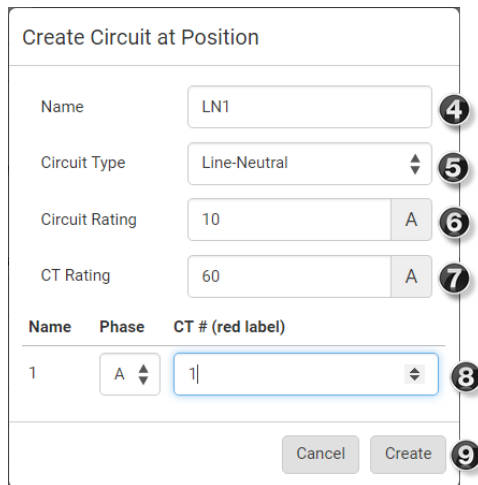 Create Circuit at Position
Name LN1 4
Circuit Type Line-Neutral 5
Circuit Rating 10 A 6
CT Rating 60 A 7
Name Phase CT # (red label)
1 A 1 8
Cancel Create 9